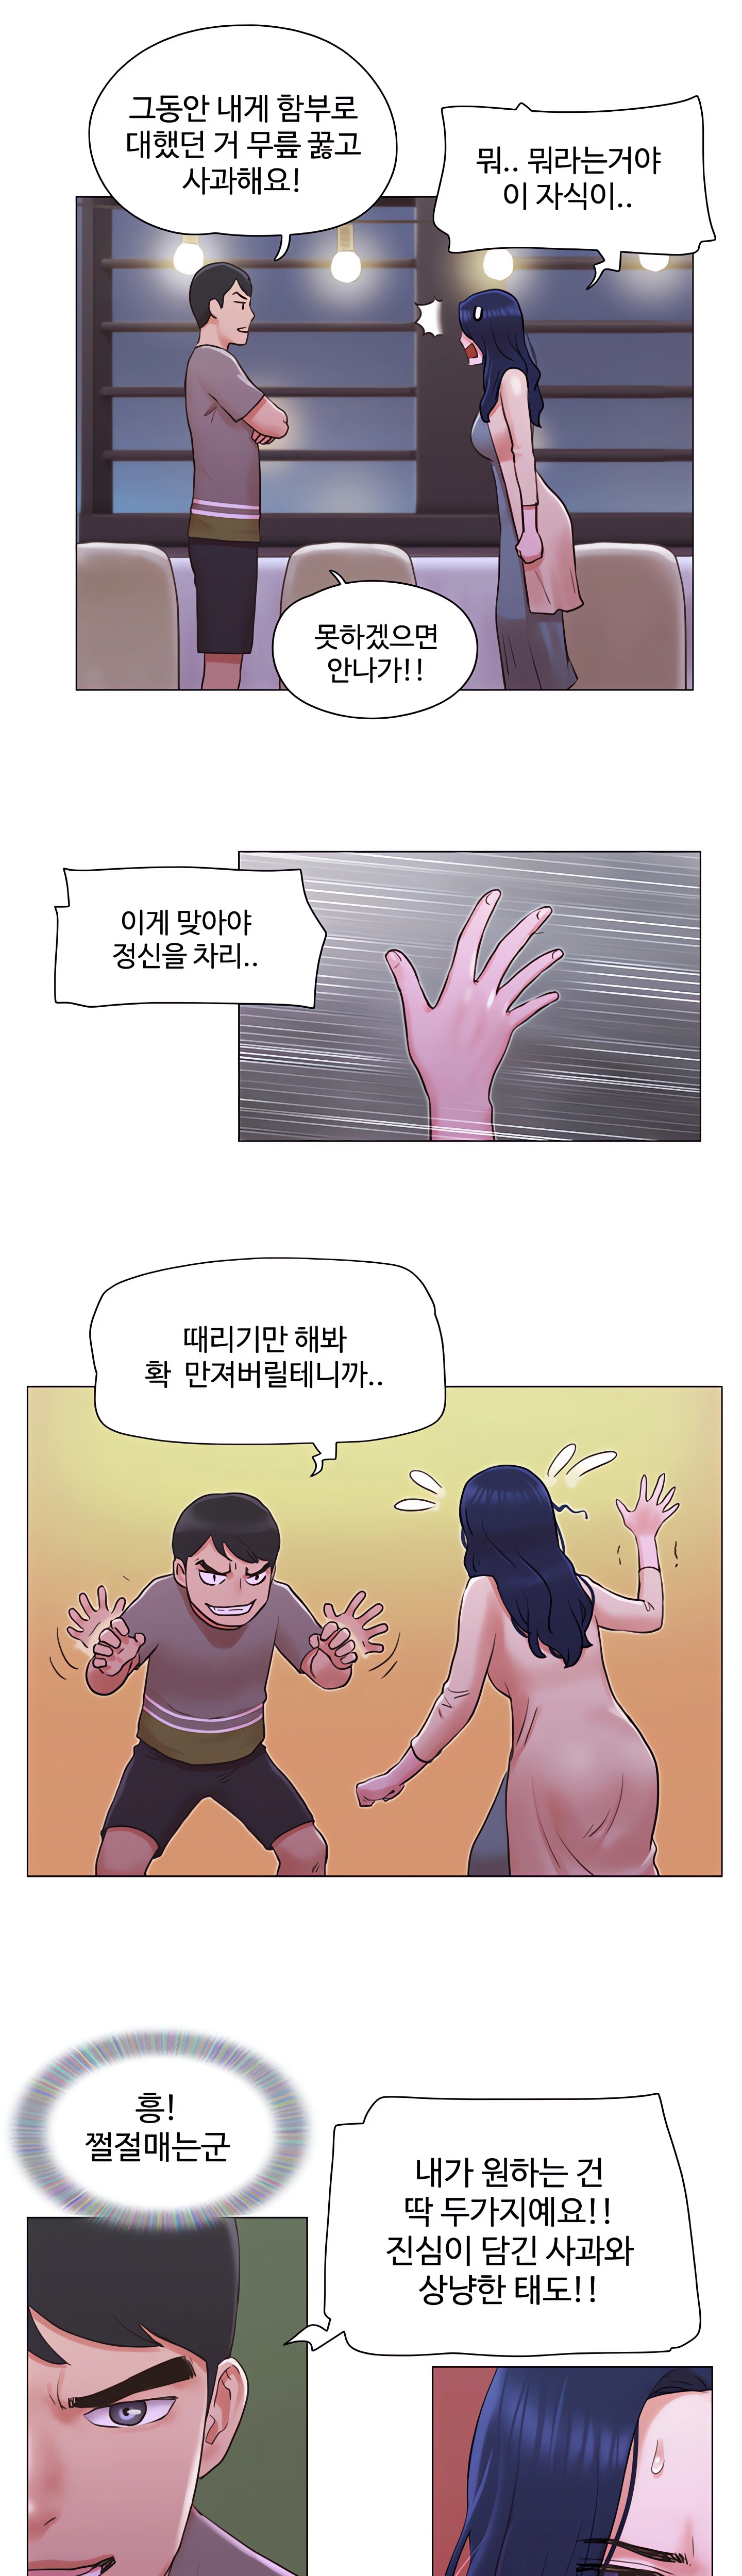 그동안 내게 함부로
대했던 거 무릎 꿇고
사과해요!
뭐.. 뭐라는거야
이 자식이..
못하겠으면
안나가!!
이게 맞아야
정신을 차리..
때리기만 해봐
확 만져버릴테니까..
흥!
쩔절매는군
내가 원하는 건
딱 두가지예요!!
진심이 담긴 사과와
상냥한 태도!!